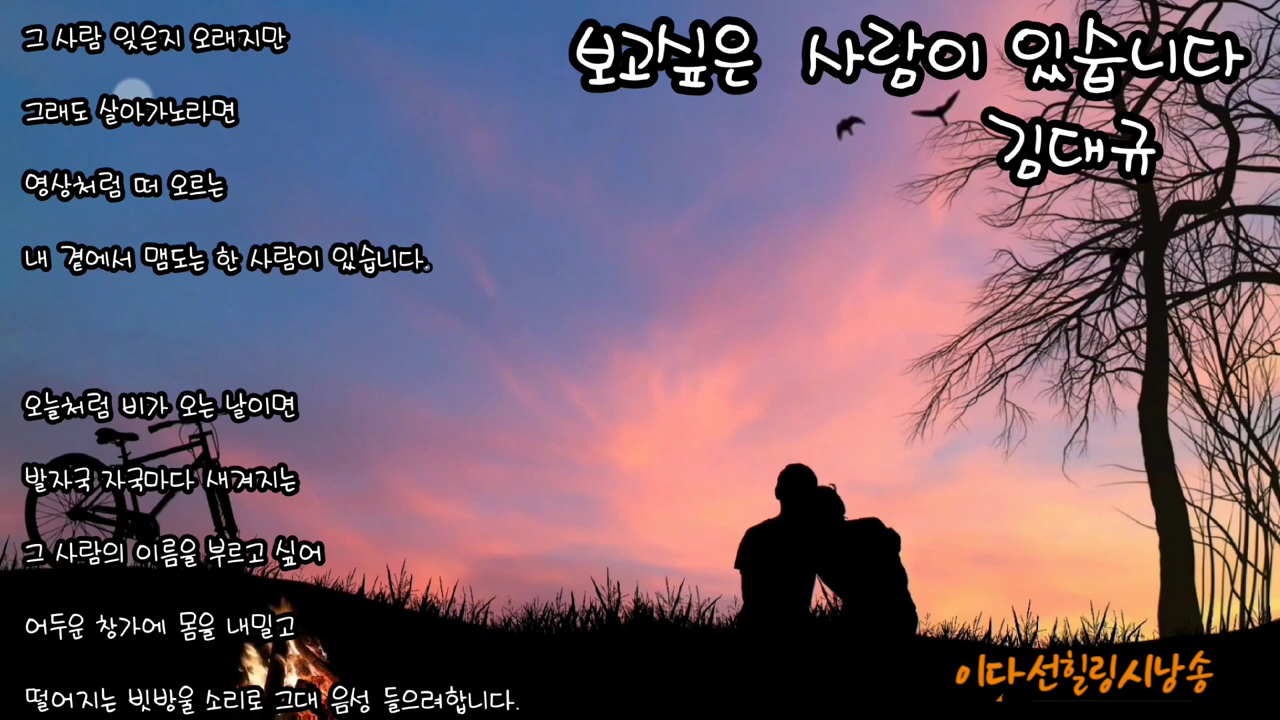 보고싶은 사람이 있습니다
김대규
그 사람 잊은지 오래지만
그래도 살아가노라면
영상처럼 떠 오르는
내 곁에서 맴도는 한 사람이 있습니다.
오늘처럼 비가 오는 날이면
발자국 자국마다 새겨지는
그 사람의 이름을 부르고 싶어
어두운 창가에 몸을 내밀고
떨어지는 빗방울 소리로 그대 음성 들으려합니다.
이다선힐링시낭송